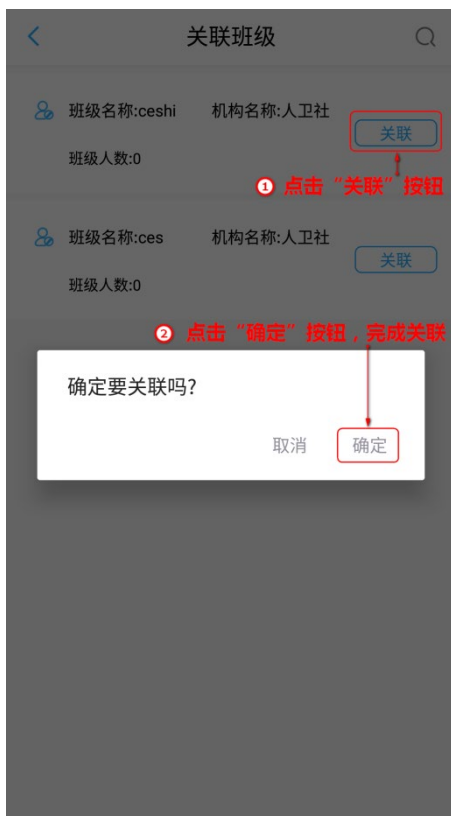 关联班级
班级名称:ceshi 机构名称:人卫社
关联
班级人数:0
① 点击“关联”按钮
班级名称:ces 机构名称:人卫社
关联
班级人数:0
② 点击“确定”按钮，完成关联
确定要关联吗?
取消 确定